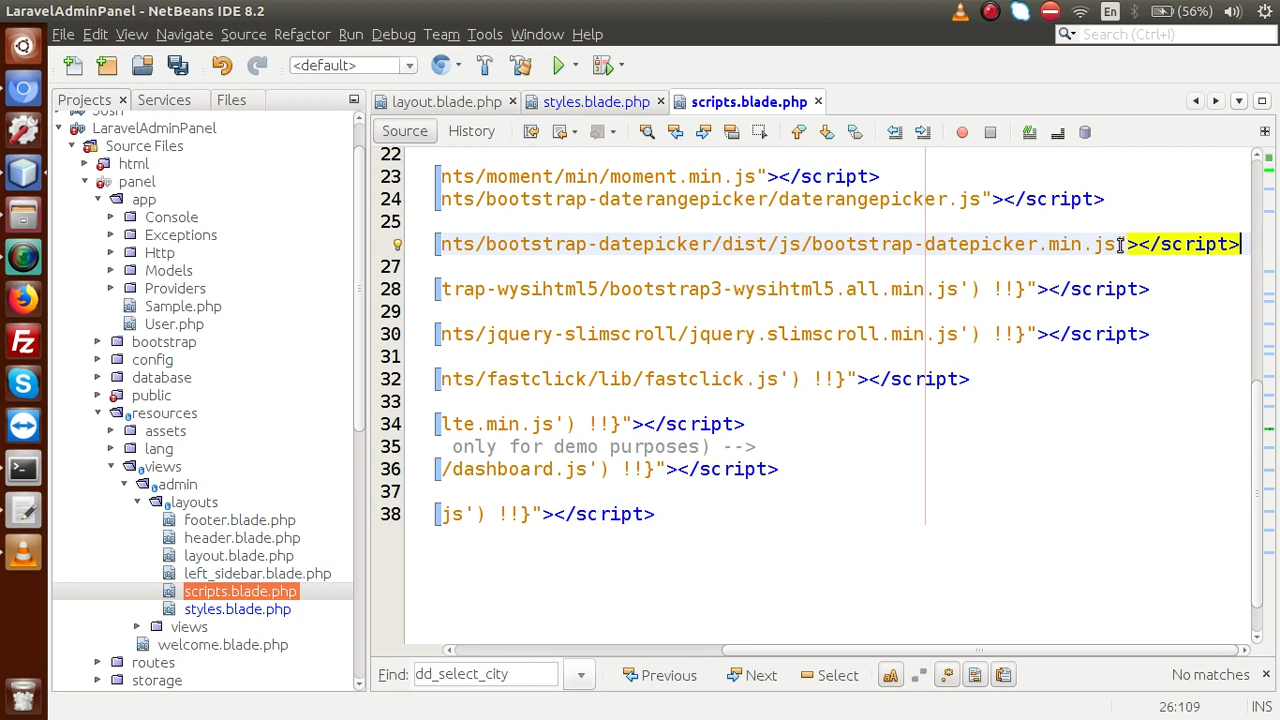 LaravelAdminPanel - NetBeans IDE 8.2
En
(56%)
File Edit View Navigate Source Refactor Run Debug Team Tools Window Help
Search (Ctrl+I)
<default>
Projects Services Files
layout.blade.php styles.blade.php scripts.blade.php
Source History
LaravelAdminPanel
Source Files
html
panel
app
Console
Exceptions
Http
Models
Providers
Sample.php
User.php
bootstrap
config
database
public
resources
assets
lang
views
admin
layouts
footer.blade.php
header.blade.php
layout.blade.php
left_sidebar.blade.php
scripts.blade.php
styles.blade.php
views
welcome.blade.php
routes
storage
22
23 nts/moment/min/moment.min.js"></script>
24 nts/bootstrap-daterangepicker/daterangepicker.js"></script>
25
nts/bootstrap-datepicker/dist/js/bootstrap-datepicker.min.js"></script>
27
28 trap-wysihtml5/bootstrap3-wysihtml5.all.min.js') !!}"></script>
29
30 nts/jquery-slimscroll/jquery.slimscroll.min.js') !!}"></script>
31
32 nts/fastclick/lib/fastclick.js') !!}"></script>
33
34 lte.min.js') !!}"></script>
35 only for demo purposes) -->
36 /dashboard.js') !!}"></script>
37
38 js') !!}"></script>
Find: dd_select_city Previous Next Select aA No matches
26:109 INS